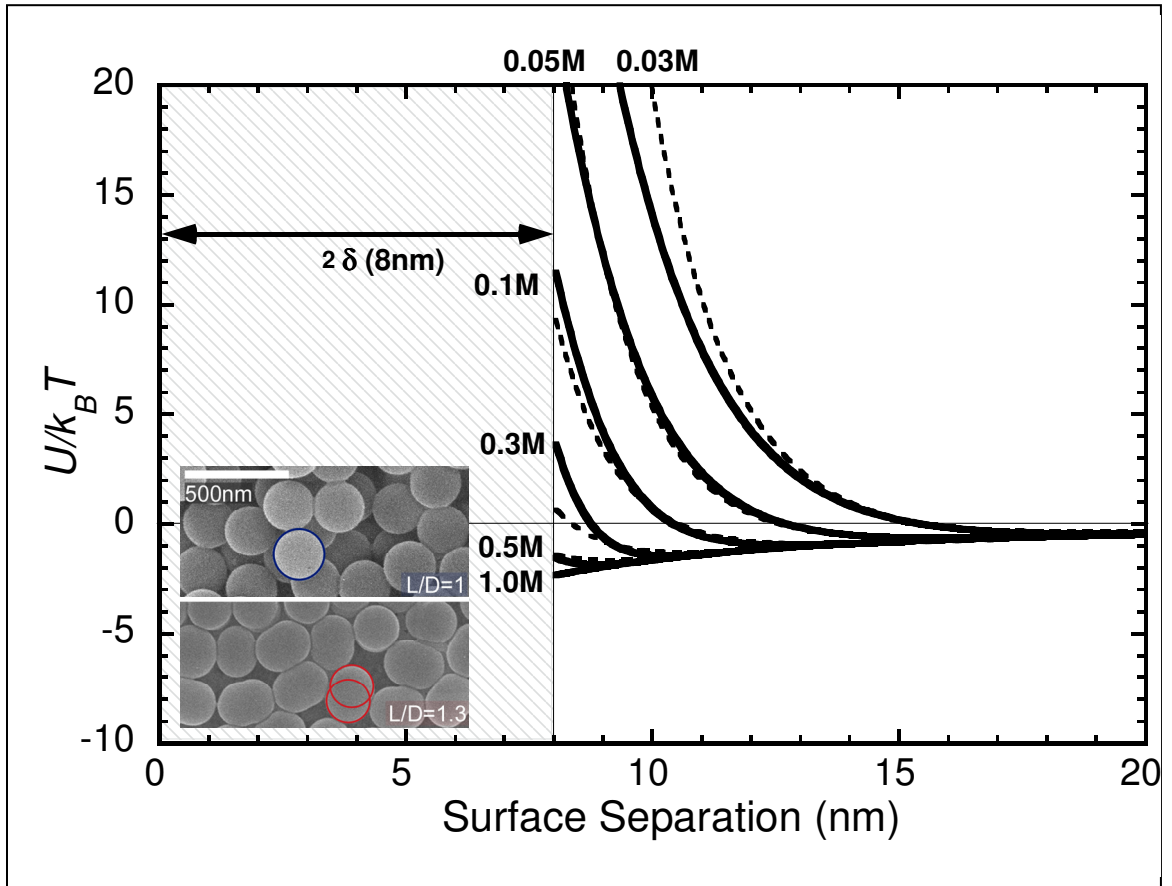 0.05M 0.03M
20
15
10
5
0
-5
-10
2 δ (8nm)
0.1M
0.3M
0.5M
1.0M
U/k_BT
500nm
L/D=1
L/D=1.3
0 5 10 15 20
Surface Separation (nm)